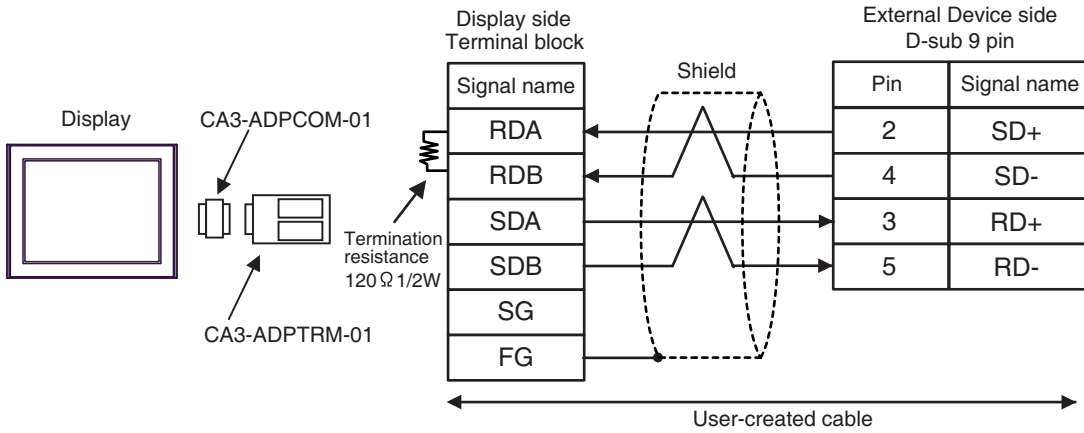 Display
CA3-ADPCOM-01
CA3-ADPTRM-01
Termination
resistance
120Ω 1/2W
Display side
Terminal block
Signal name
RDA
RDB
SDA
SDB
SG
FG
Shield
External Device side
D-sub 9 pin
Pin Signal name
2 SD+
4 SD-
3 RD+
5 RD-
User-created cable